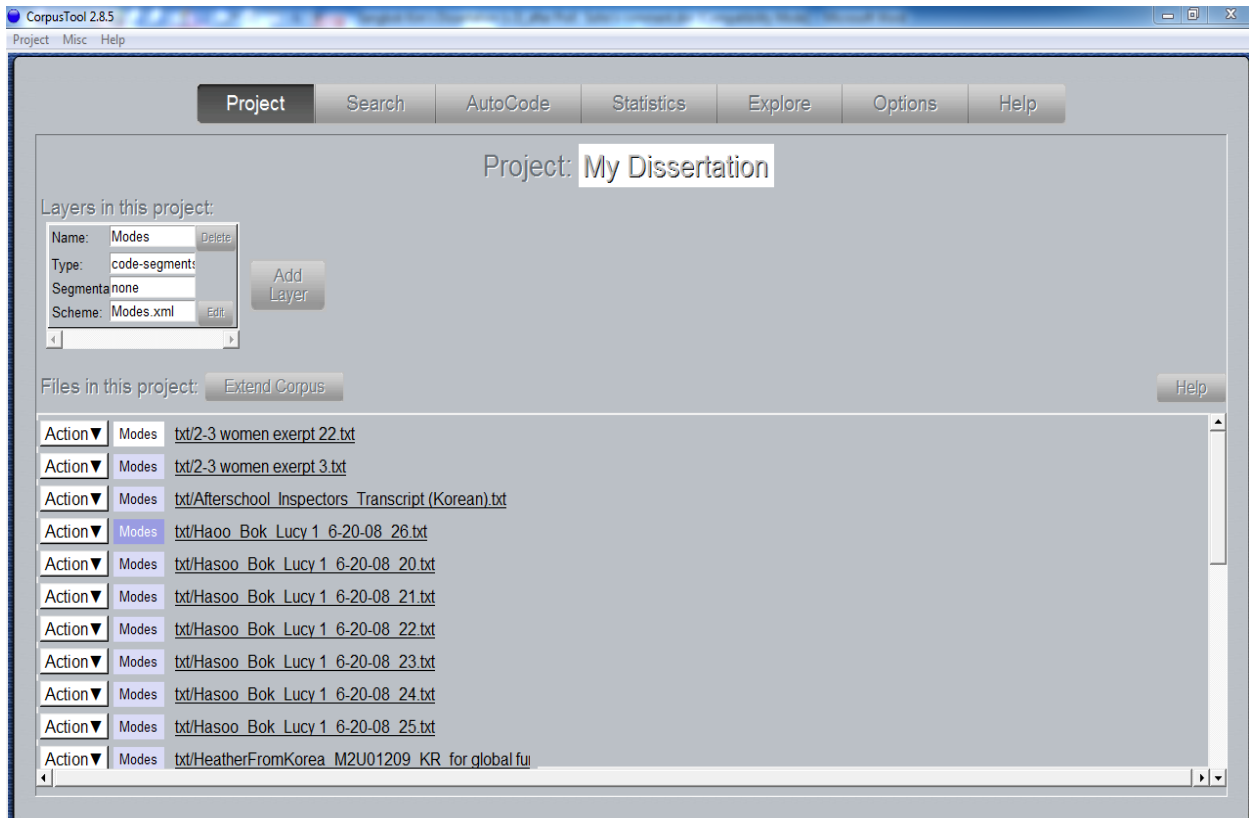 CorpusTool 2.8.5
Project Misc Help
Project Search AutoCode Statistics Explore Options Help
Project: My Dissertation
Layers in this project:
Name: Modes Delete
Type: code-segments
Segmenta none
Scheme: Modes.xml Edit
Add
Layer
Files in this project: Extend Corpus Help
Action▼ Modes txt/2-3 women exerpt 22.txt
Action▼ Modes txt/2-3 women exerpt 3.txt
Action▼ Modes txt/Afterschool_Inspectors_Transcript (Korean).txt
Action▼ Modes txt/Haoo_Bok_Lucy 1_6-20-08_26.txt
Action▼ Modes txt/Hasoo_Bok_Lucy 1_6-20-08_20.txt
Action▼ Modes txt/Hasoo_Bok_Lucy 1_6-20-08_21.txt
Action▼ Modes txt/Hasoo_Bok_Lucy 1_6-20-08_22.txt
Action▼ Modes txt/Hasoo_Bok_Lucy 1_6-20-08_23.txt
Action▼ Modes txt/Hasoo_Bok_Lucy 1_6-20-08_24.txt
Action▼ Modes txt/Hasoo_Bok_Lucy 1_6-20-08_25.txt
Action▼ Modes txt/HeatherFromKorea_M2U01209_KR_for global fu